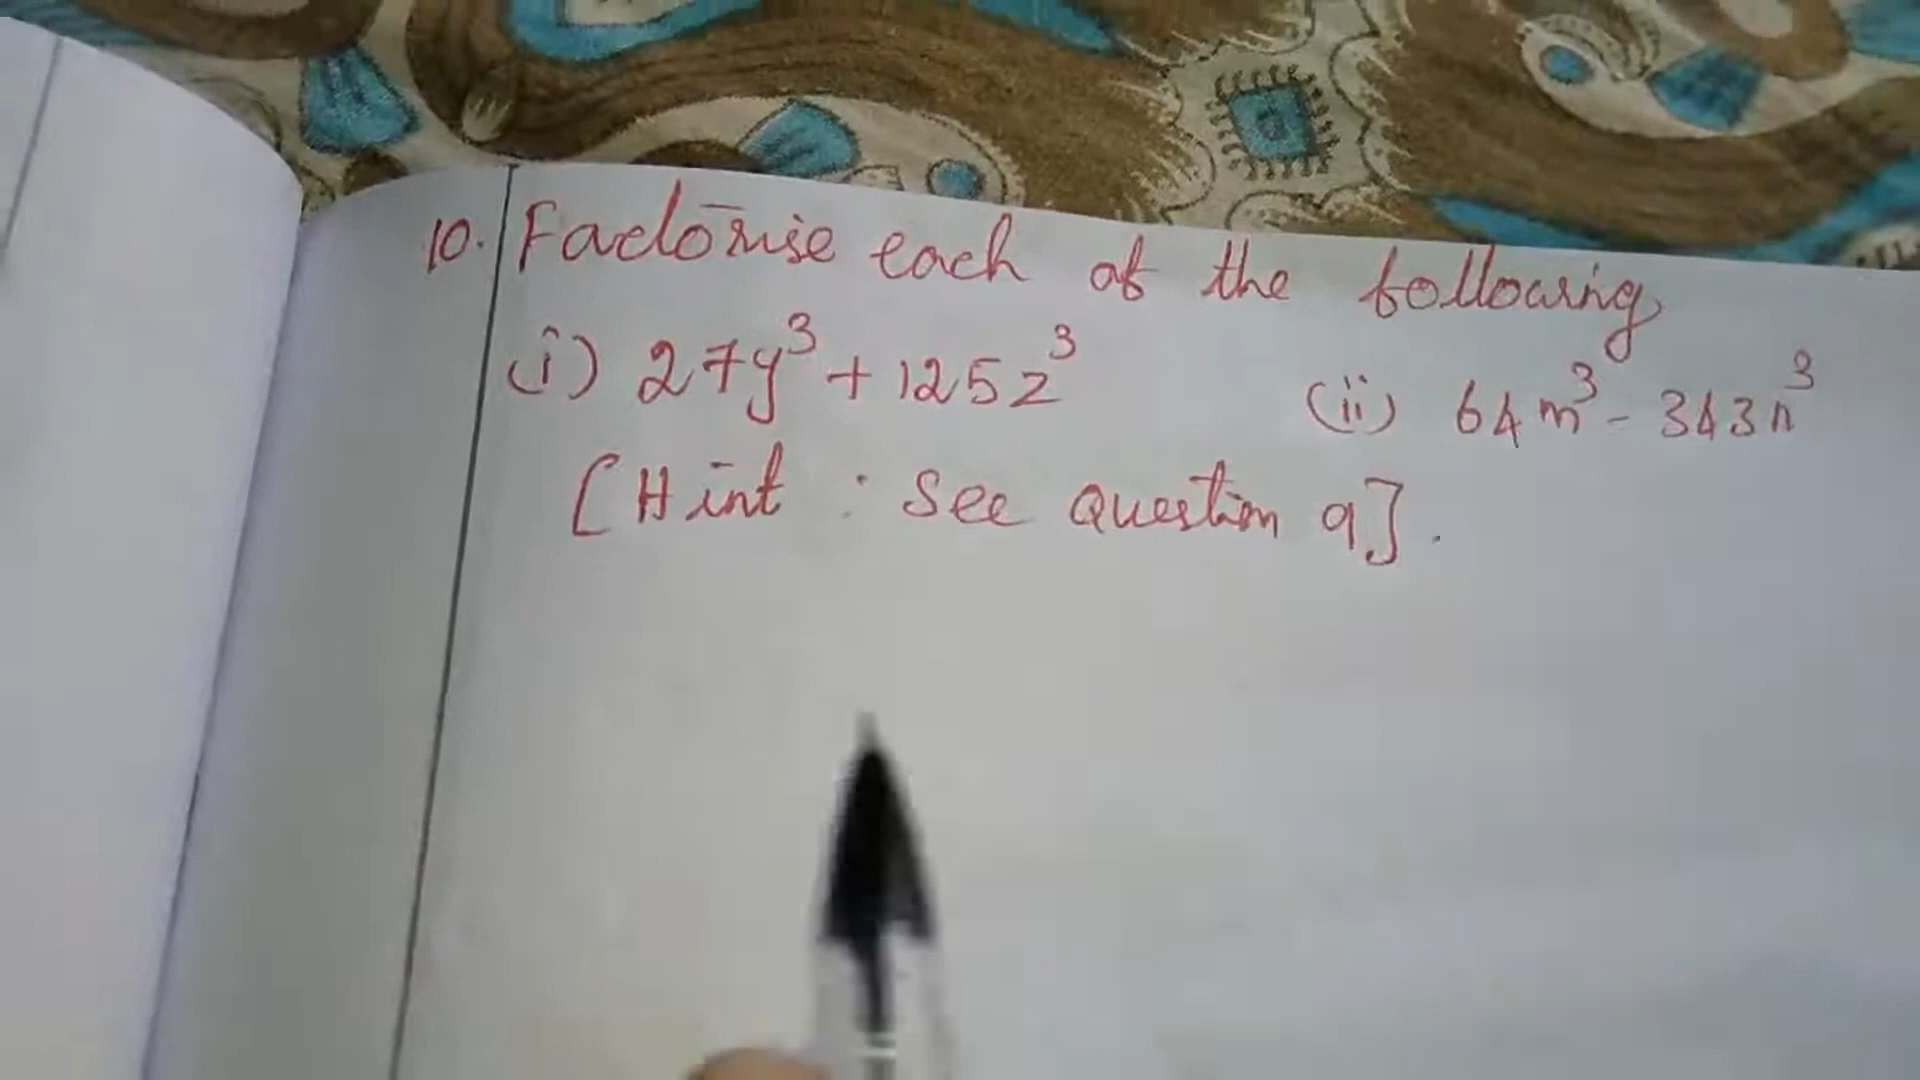 10. Factorise each of the following
(i) 27y³ + 125z³ (ii) 64m³ - 343n³
[Hint : See Question 9].